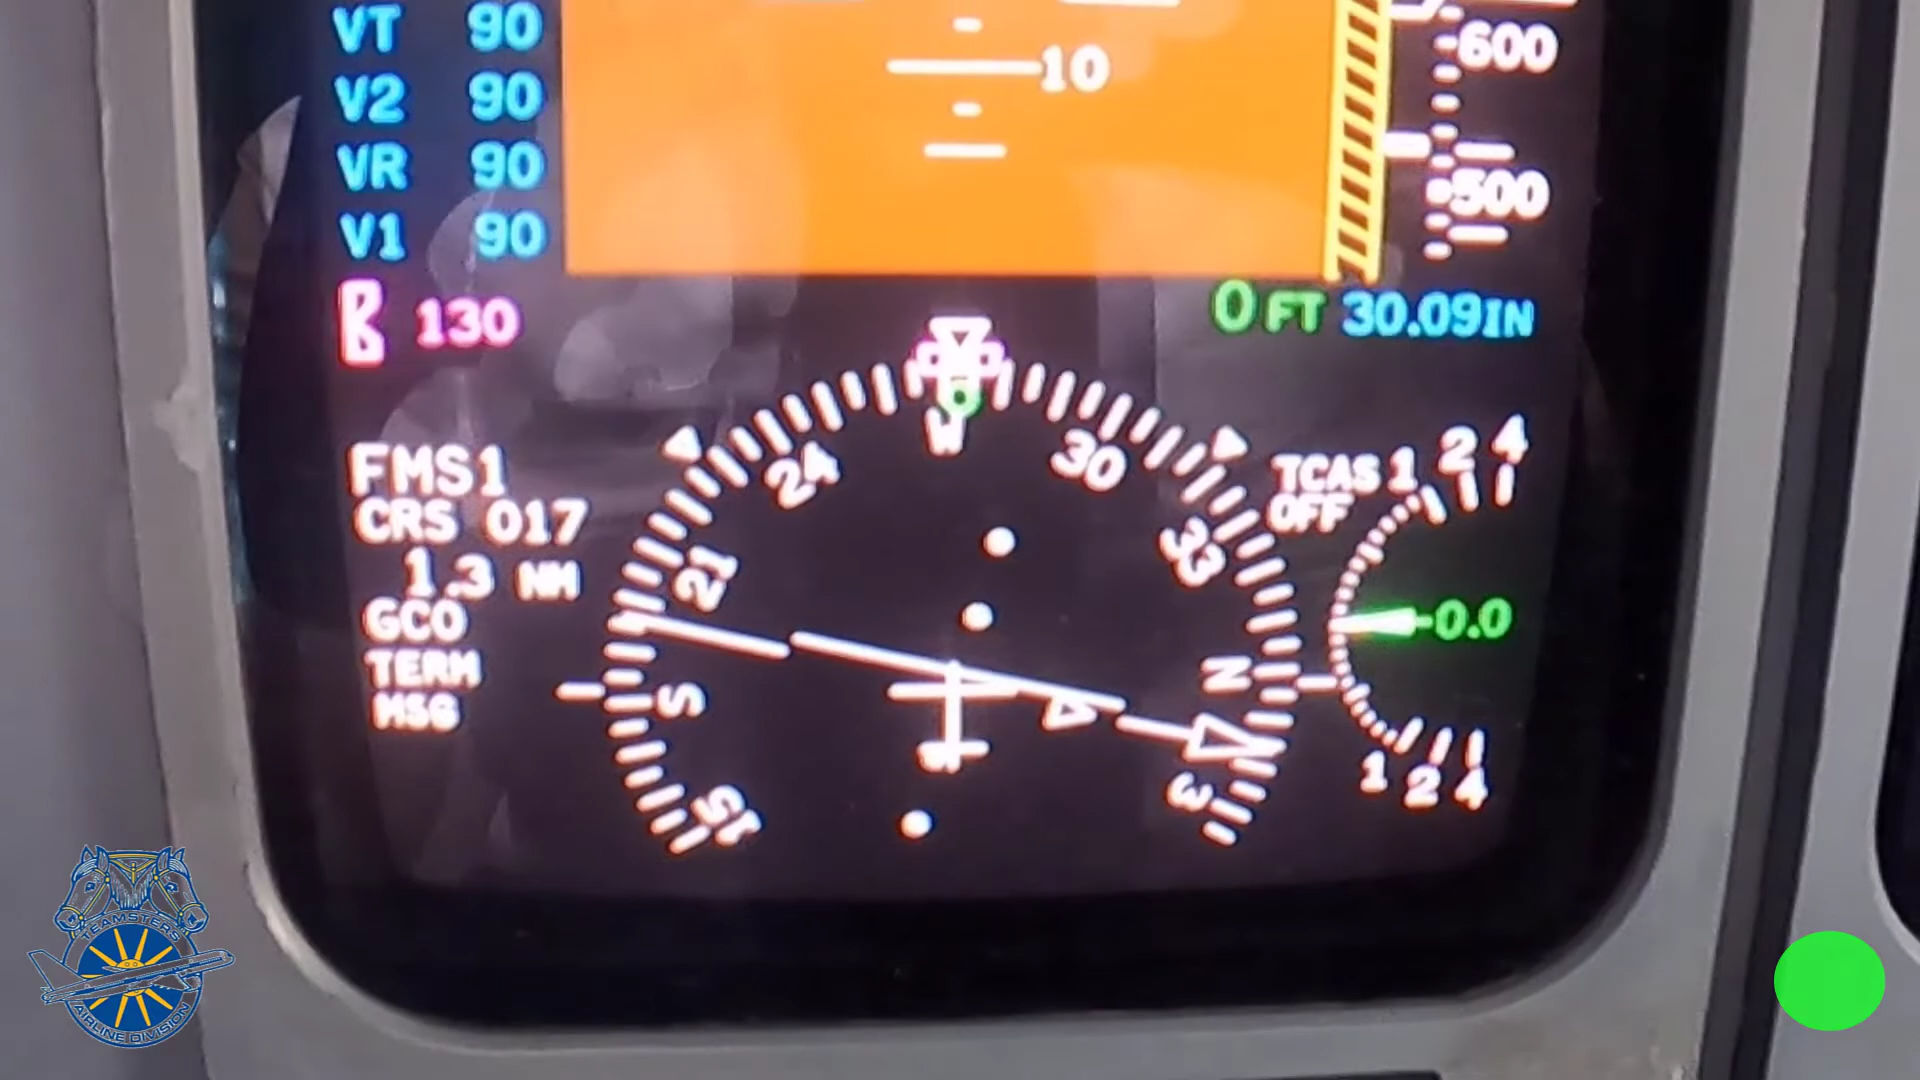 VT 90
V2 90
VR 90
V1 90
130
10
600
500
0 FT 30.09IN
FMS1
CRS 017
1.3 NM
GCO
TERM
MSG
15
S
21
24
W
30
33
N
3
TCAS
OFF
1 2 4
-0.0
1 2 4
TEAMSTERS
AIRLINE DIVISION